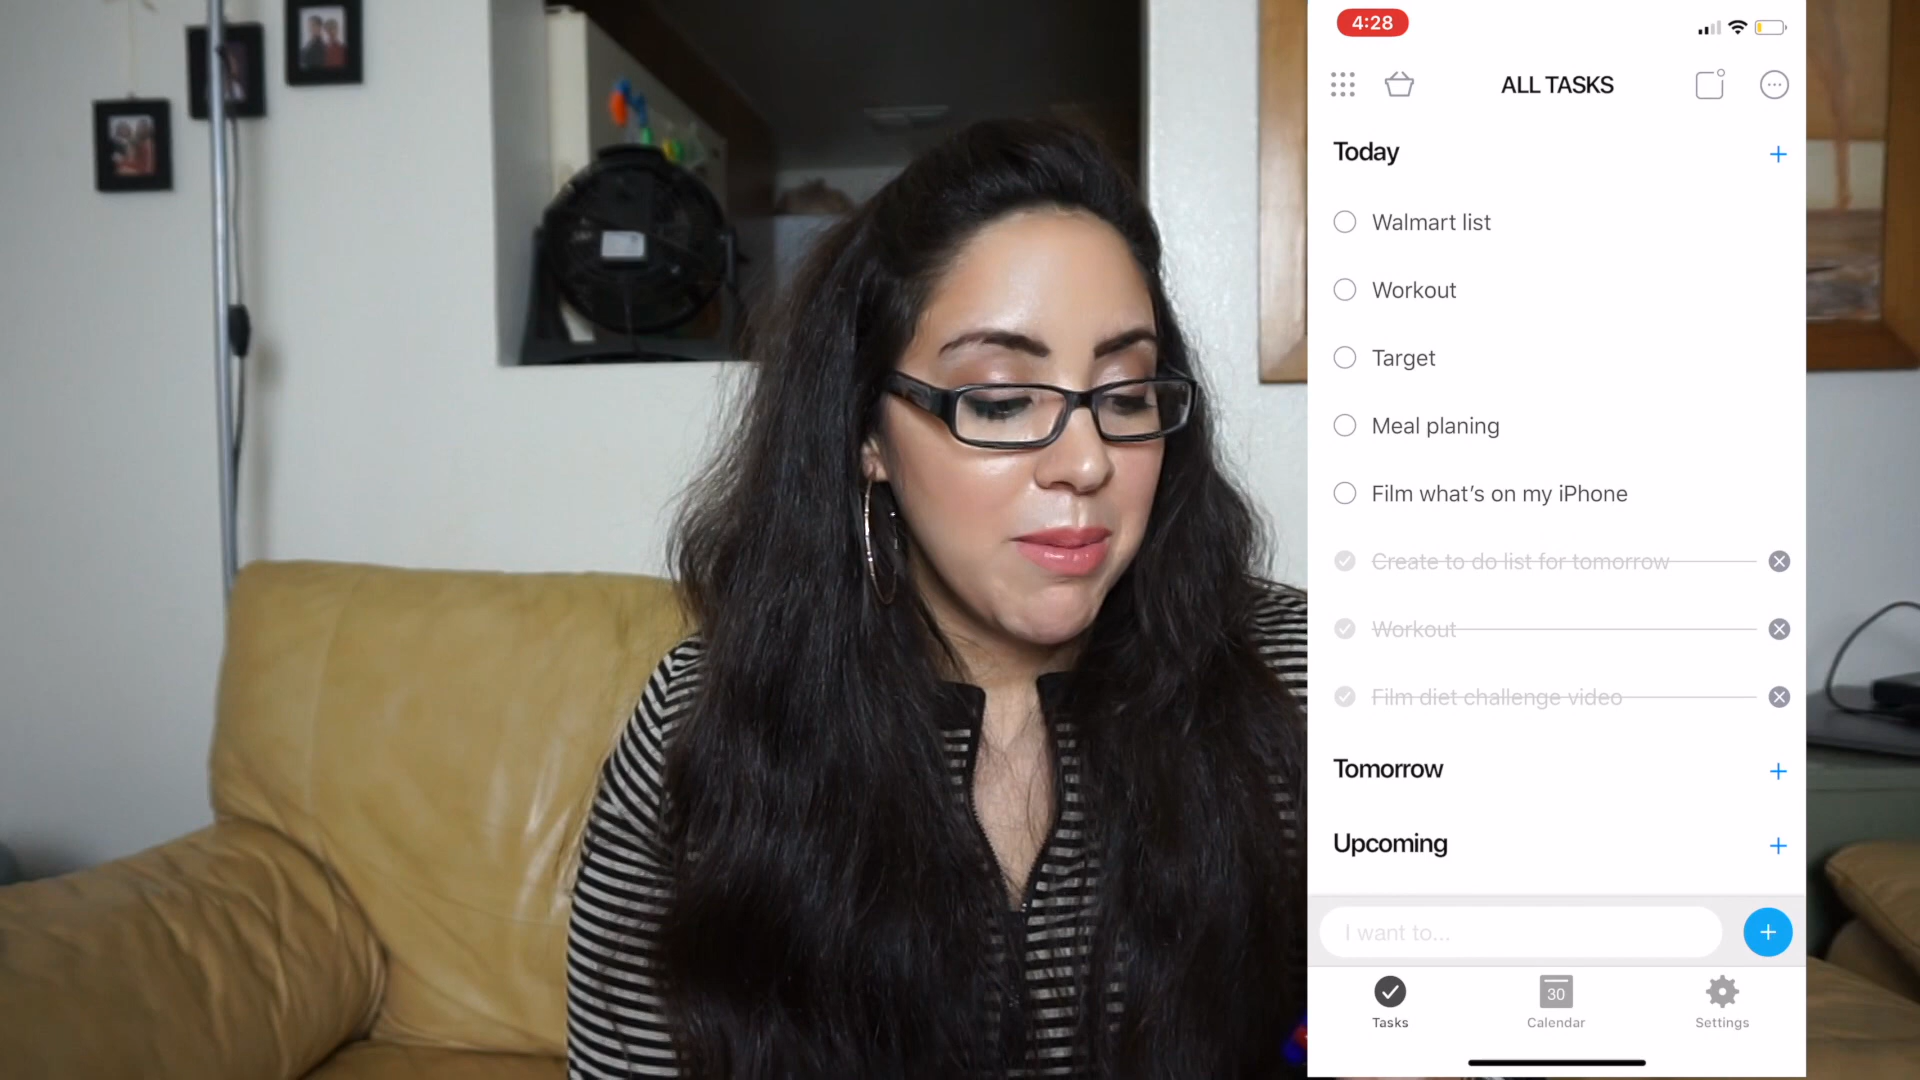 4:28
ALL TASKS
Today
Walmart list
Workout
Target
Meal planing
Film what's on my iPhone
Create to do list for tomorrow
Workout
Film diet challenge video
Tomorrow
Upcoming
I want to...
30
Tasks
Calendar
Settings